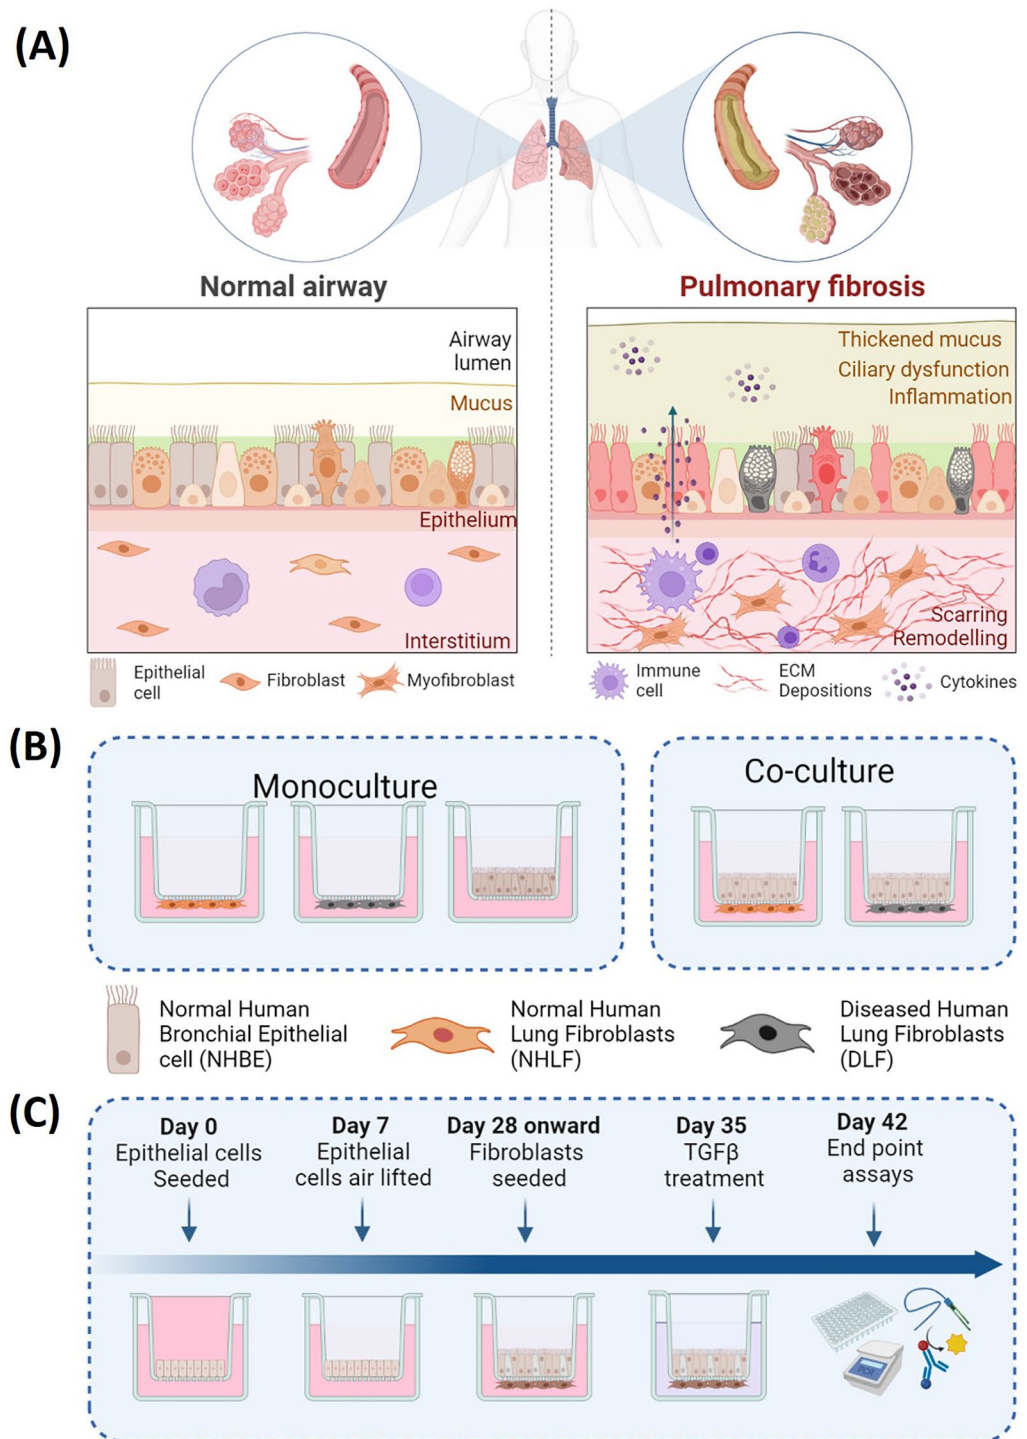 (A)
Normal airway
Pulmonary fibrosis
Airway
lumen
Mucus
Epithelium
Interstitium
Thickened mucus
Ciliary dysfunction
Inflammation
Scarring
Remodelling
Epithelial
cell
Fibroblast
Myofibroblast
Immune
cell
ECM
Depositions
Cytokines
(B)
Monoculture
Co-culture
Normal Human
Bronchial Epithelial
cell (NHBE)
Normal Human
Lung Fibroblasts
(NHLF)
Diseased Human
Lung Fibroblasts
(DLF)
(C)
Day 0
Epithelial cells
Seeded
Day 7
Epithelial
cells air lifted
Day 28 onward
Fibroblasts
seeded
Day 35
TGFβ
treatment
Day 42
End point
assays
PCR